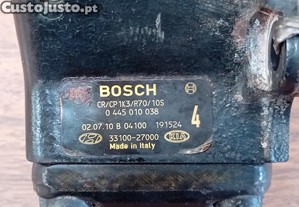 CustoJusto.pt
BOSCH
CR/CP1K3/R70/10S
0 445 010 038
02.07.10 B 04100 191524
4
33100-27000
Made in Italy